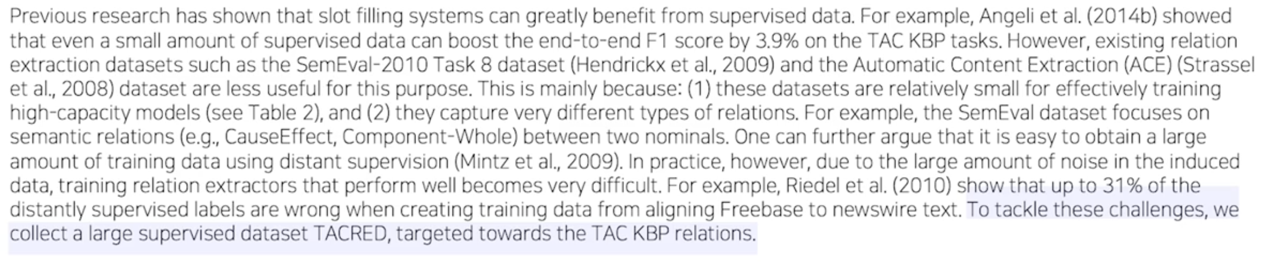 Previous research has shown that slot filling systems can greatly benefit from supervised data. For example, Angeli et al. (2014b) showed
that even a small amount of supervised data can boost the end-to-end F1 score by 3.9% on the TAC KBP tasks. However, existing relation
extraction datasets such as the SemEval-2010 Task 8 dataset (Hendrickx et al., 2009) and the Automatic Content Extraction (ACE) (Strassel
et al., 2008) dataset are less useful for this purpose. This is mainly because: (1) these datasets are relatively small for effectively training
high-capacity models (see Table 2), and (2) they capture very different types of relations. For example, the SemEval dataset focuses on
semantic relations (e.g., CauseEffect, Component-Whole) between two nominals. One can further argue that it is easy to obtain a large
amount of training data using distant supervision (Mintz et al., 2009). In practice, however, due to the large amount of noise in the induced
data, training relation extractors that perform well becomes very difficult. For example, Riedel et al. (2010) show that up to 31% of the
distantly supervised labels are wrong when creating training data from aligning Freebase to newswire text. To tackle these challenges, we
collect a large supervised dataset TACRED, targeted towards the TAC KBP relations.